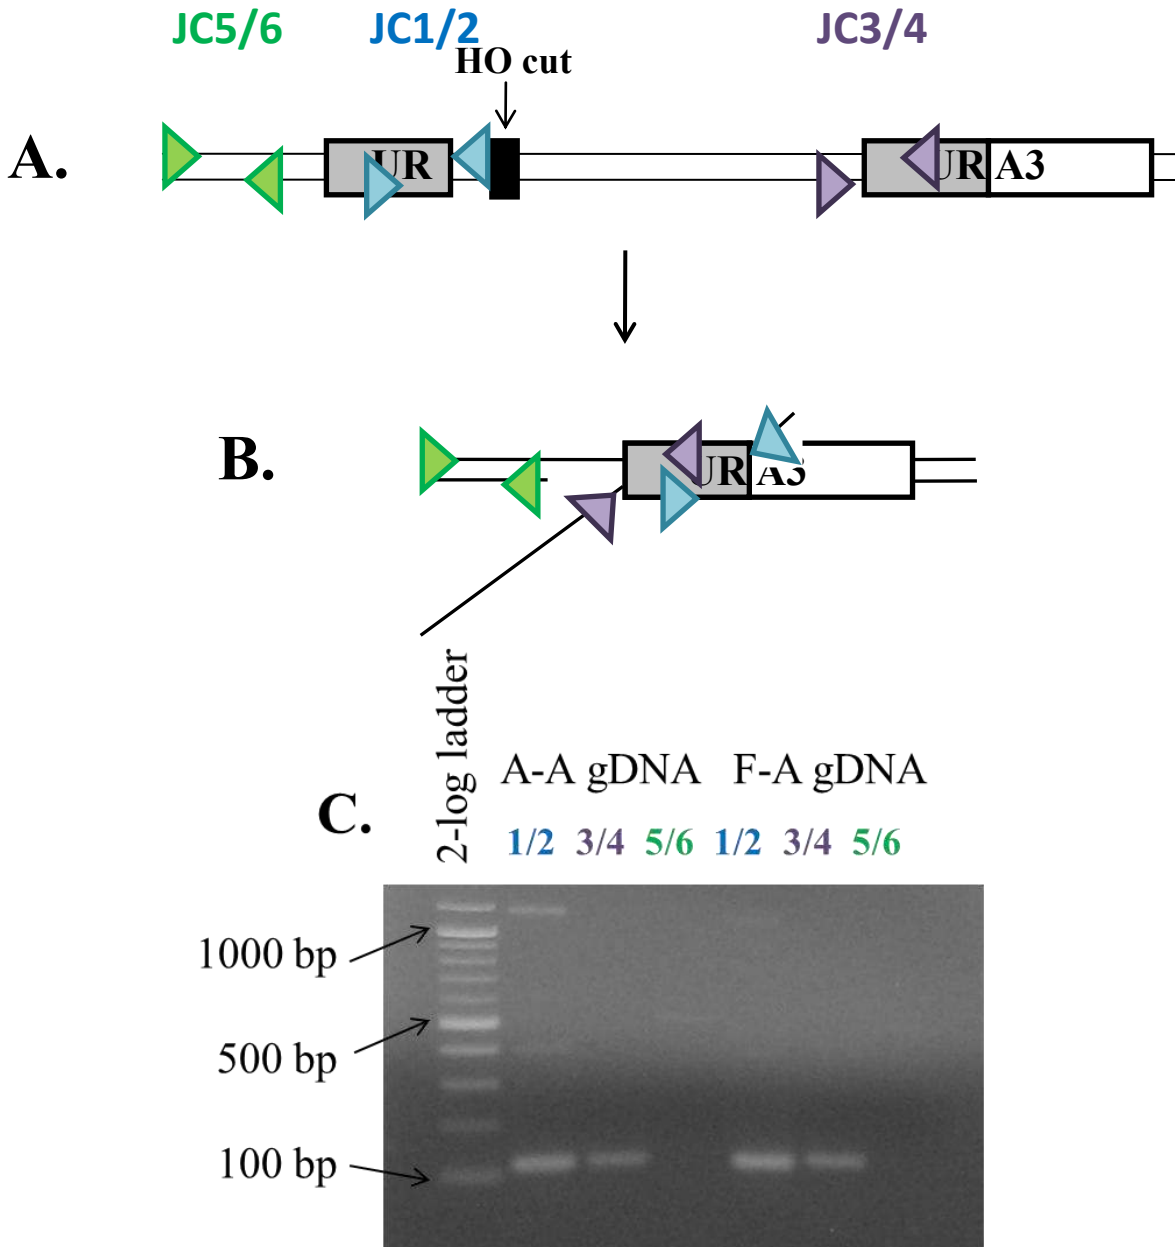 JC5/6 JC1/2 JC3/4
HO cut
A.
UR UR A3
B.
UR A3
2-log ladder
A-A gDNA F-A gDNA
C.
1/2 3/4 5/6 1/2 3/4 5/6
1000 bp
500 bp
100 bp